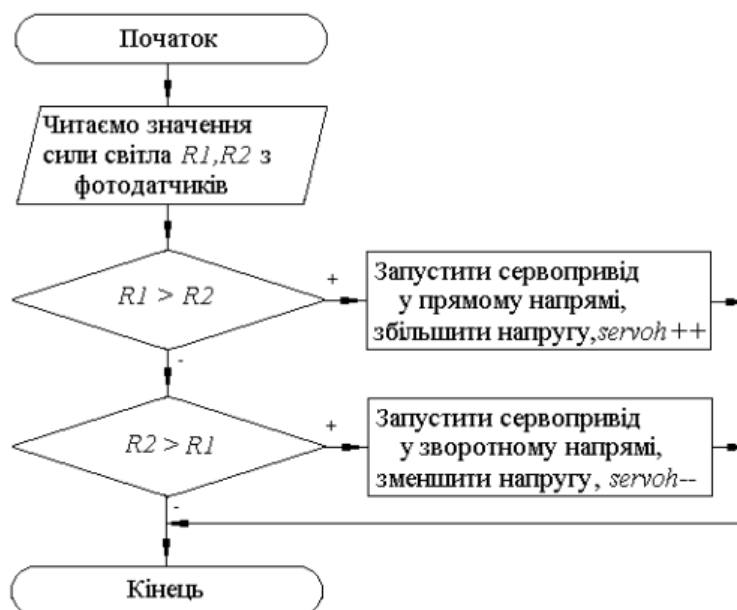 Початок
Читаємо значення
сили світла R1,R2 з
фотодатчиків
R1 > R2
+
Запустити сервопривід
у прямому напрямі,
збільшити напругу,servoh++
-
R2 > R1
+
Запустити сервопривід
у зворотному напрямі,
зменшити напругу, servoh--
-
Кінець